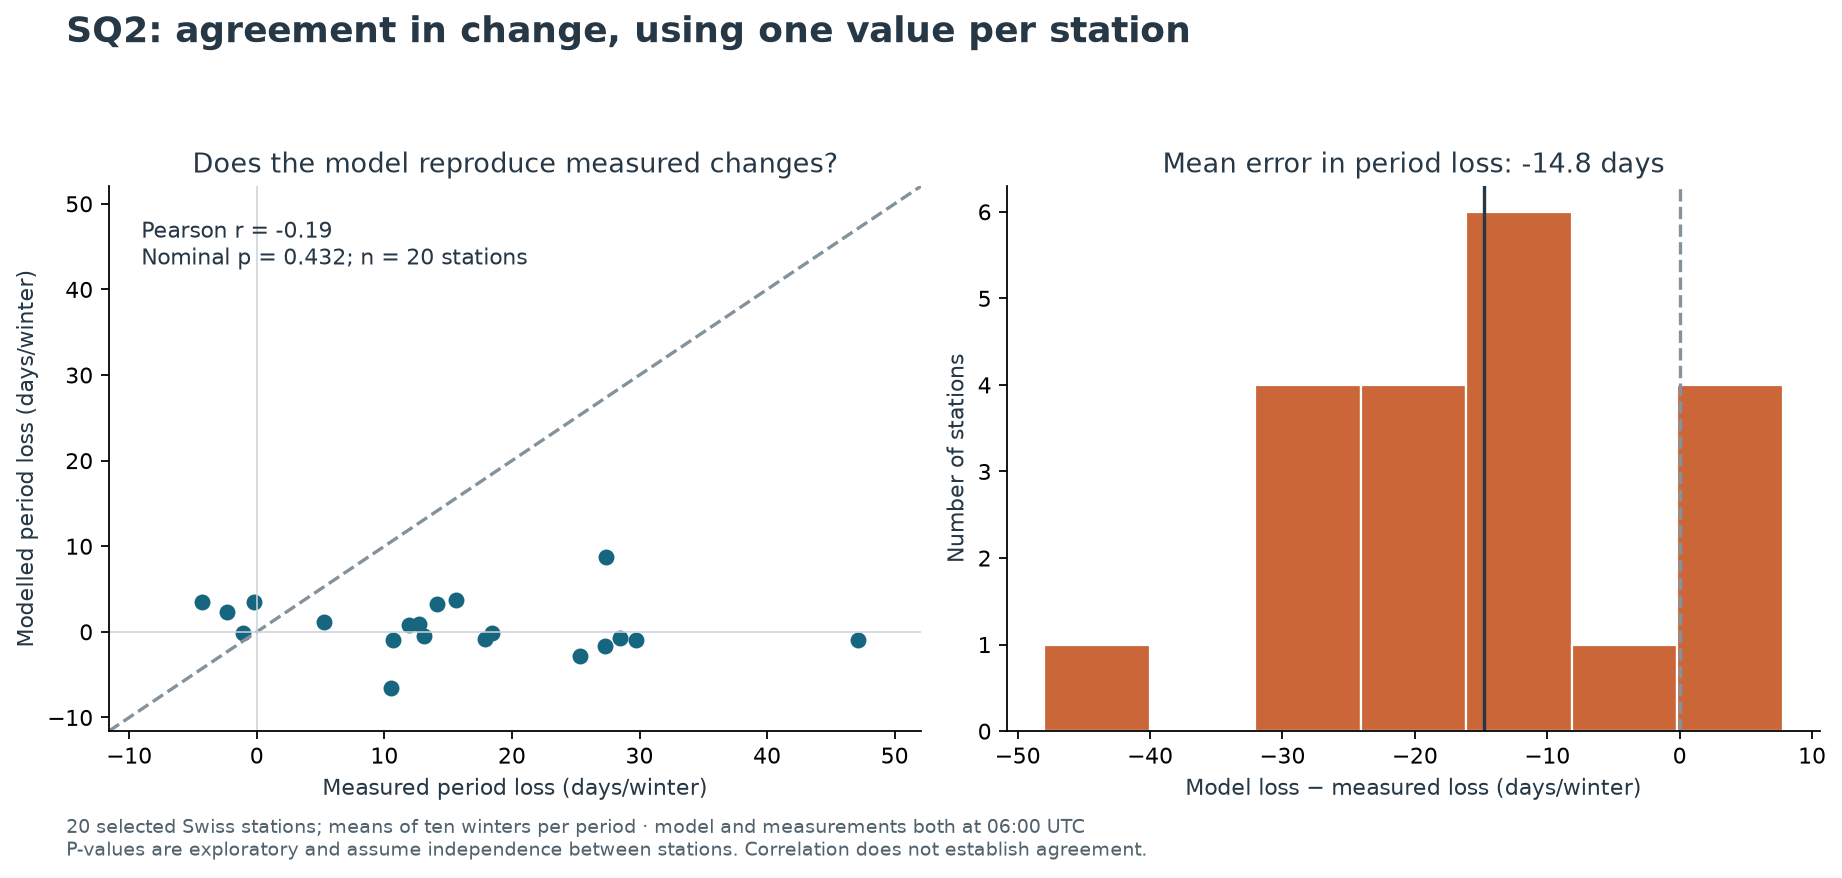 SQ2: agreement in change, using one value per station
Does the model reproduce measured changes?
Pearson r = -0.19
Nominal p = 0.432; n = 20 stations
Modelled period loss (days/winter)
50
40
30
20
10
0
−10
−10
0
10
20
30
40
50
Measured period loss (days/winter)
Mean error in period loss: -14.8 days
Number of stations
6
5
4
3
2
1
0
−50
−40
−30
−20
−10
0
10
Model loss − measured loss (days/winter)
20 selected Swiss stations; means of ten winters per period · model and measurements both at 06:00 UTC
P-values are exploratory and assume independence between stations. Correlation does not establish agreement.